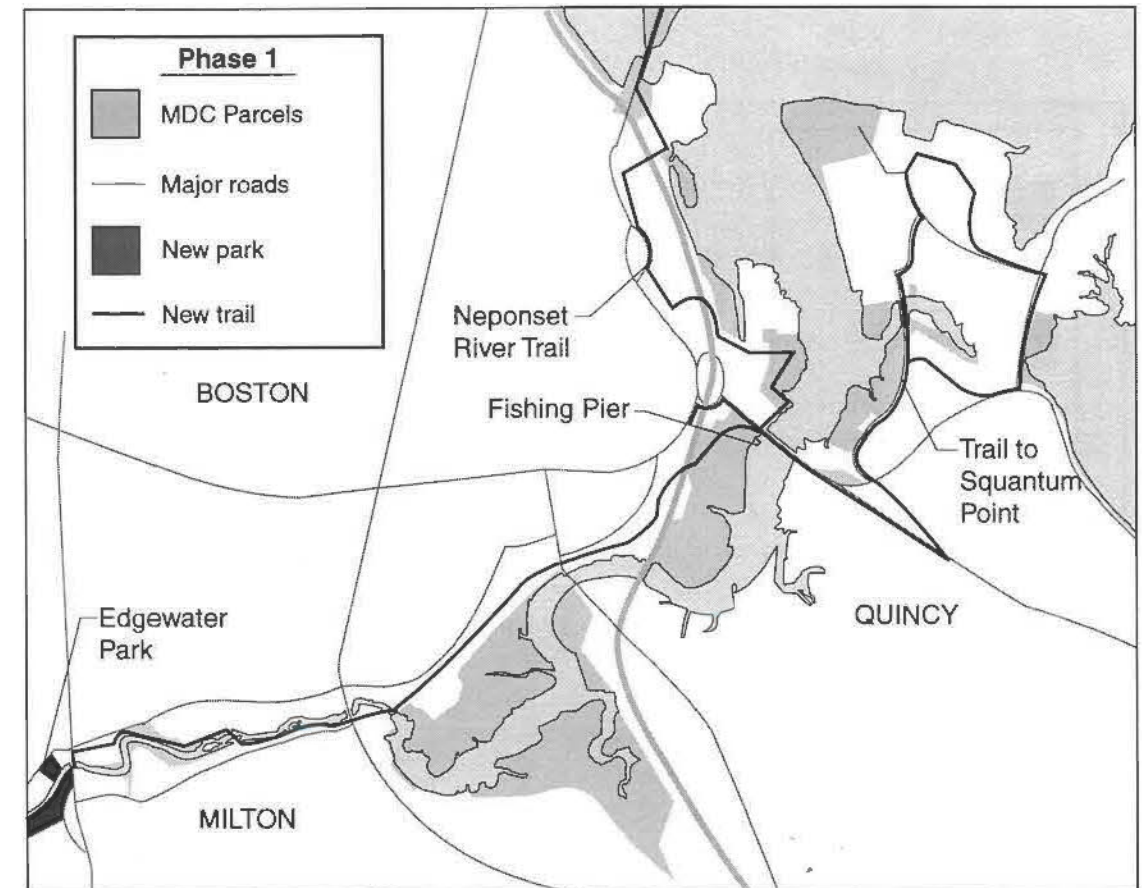 Phase 1
MDC Parcels
Major roads
New park
New trail
BOSTON
Neponset
River Trail
Fishing Pier
Trail to
Squantum
Point
QUINCY
Edgewater
Park
MILTON